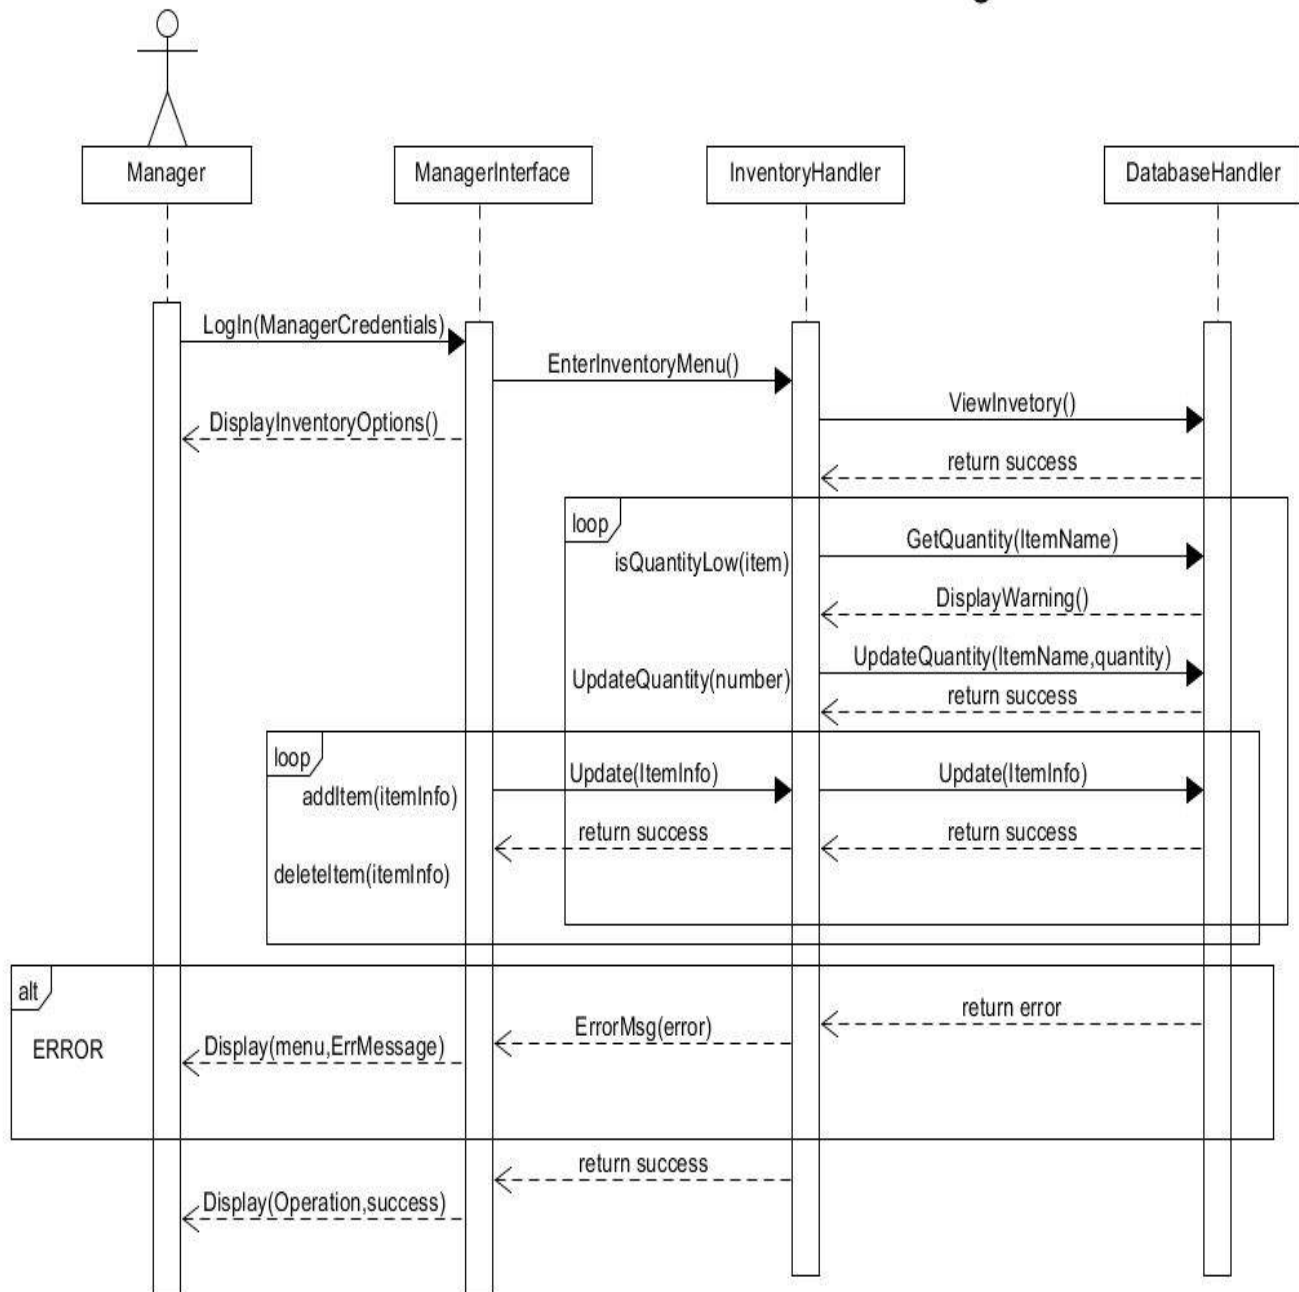 Manager
ManagerInterface
InventoryHandler
DatabaseHandler
LogIn(ManagerCredentials)
EnterInventoryMenu()
ViewInvetory()
DisplayInventoryOptions()
return success
loop
GetQuantity(ItemName)
isQuantityLow(item)
DisplayWarning()
UpdateQuantity(ItemName,quantity)
UpdateQuantity(number)
return success
loop
Update(ItemInfo)
Update(ItemInfo)
addItem(itemInfo)
return success
return success
deleteItem(itemInfo)
alt
return error
ErrorMsg(error)
ERROR
Display(menu,ErrMessage)
return success
Display(Operation,success)